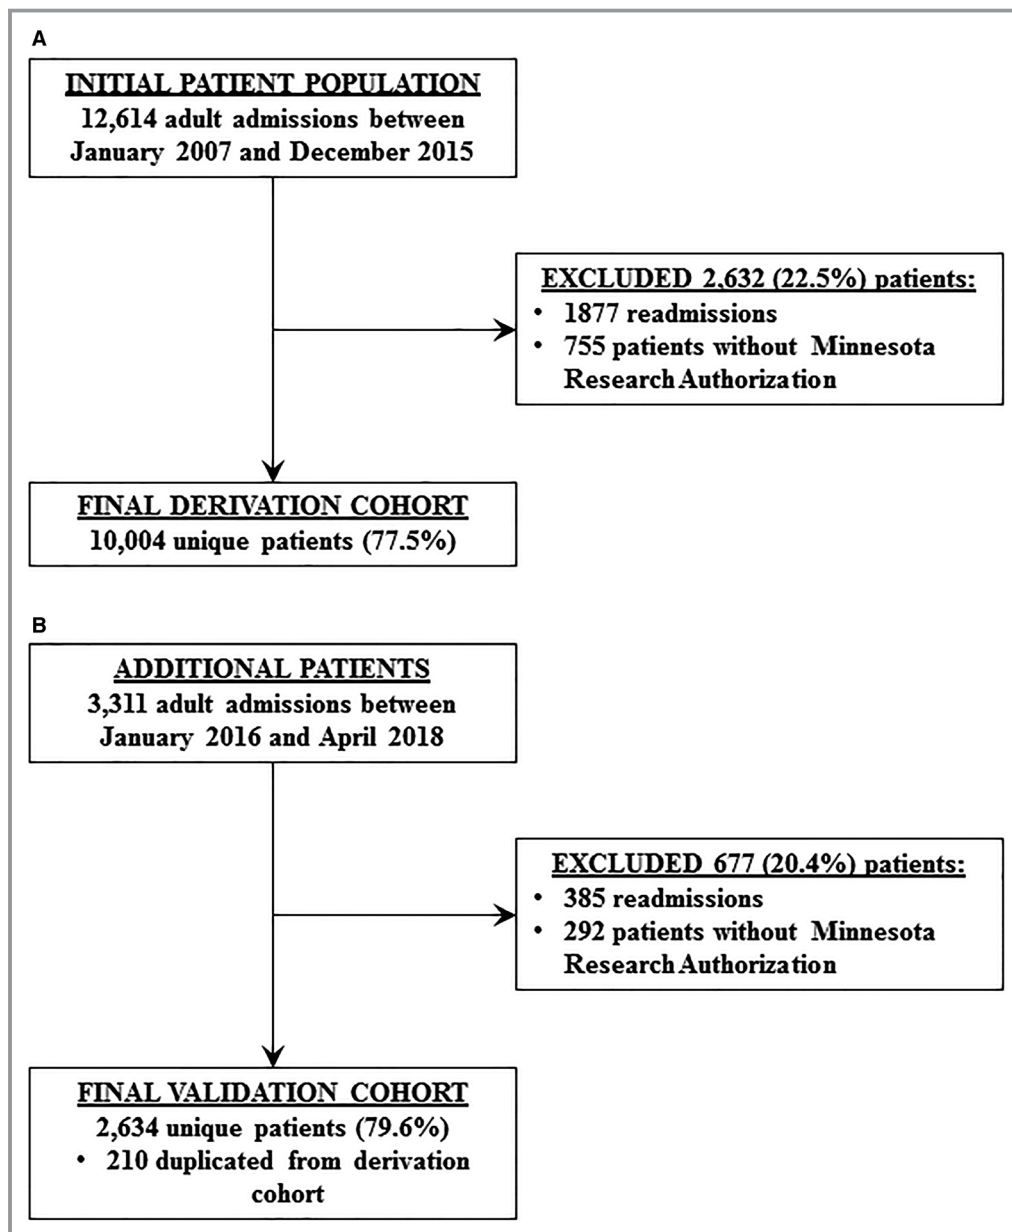 A
INITIAL PATIENT POPULATION
12,614 adult admissions between
January 2007 and December 2015
EXCLUDED 2,632 (22.5%) patients:
• 1877 readmissions
• 755 patients without Minnesota
Research Authorization
FINAL DERIVATION COHORT
10,004 unique patients (77.5%)
B
ADDITIONAL PATIENTS
3,311 adult admissions between
January 2016 and April 2018
EXCLUDED 677 (20.4%) patients:
• 385 readmissions
• 292 patients without Minnesota
Research Authorization
FINAL VALIDATION COHORT
2,634 unique patients (79.6%)
• 210 duplicated from derivation
cohort